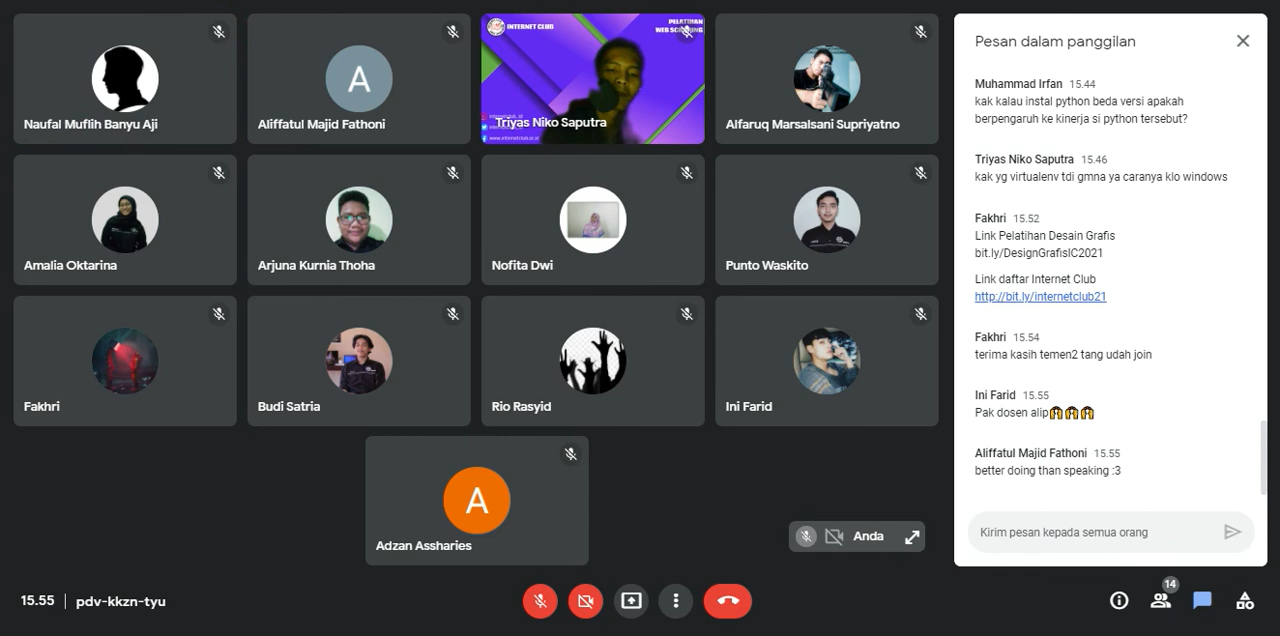 INTERNET CLUB
PELATIHAN
Naufal Muflih Banyu Aji
A
Aliffatul Majid Fathoni
Triyas Niko Saputra
www.internetclub.or.id
Alfaruq Marsalsani Supriyatno
Amalia Oktarina
Arjuna Kurnia Thoha
Nofita Dwi
Punto Waskito
Fakhri
Budi Satria
Rio Rasyid
Ini Farid
A
Adzan Assharies
Anda
Pesan dalam panggilan
Muhammad Irfan 15.44
kak kalau instal python beda versi apakah
berpengaruh ke kinerja si python tersebut?
Triyas Niko Saputra 15.46
kak yg virtualenv tdi gmna ya caranya klo windows
Fakhri 15.52
Link Pelatihan Desain Grafis
bit.ly/DesignGrafisIC2021
Link daftar Internet Club
http://bit.ly/internetclub21
Fakhri 15.54
terima kasih temen2 tang udah join
Ini Farid 15.55
Pak dosen alip
Aliffatul Majid Fathoni 15.55
better doing than speaking :3
Kirim pesan kepada semua orang
15.55 | pdv-kkzn-tyu
14